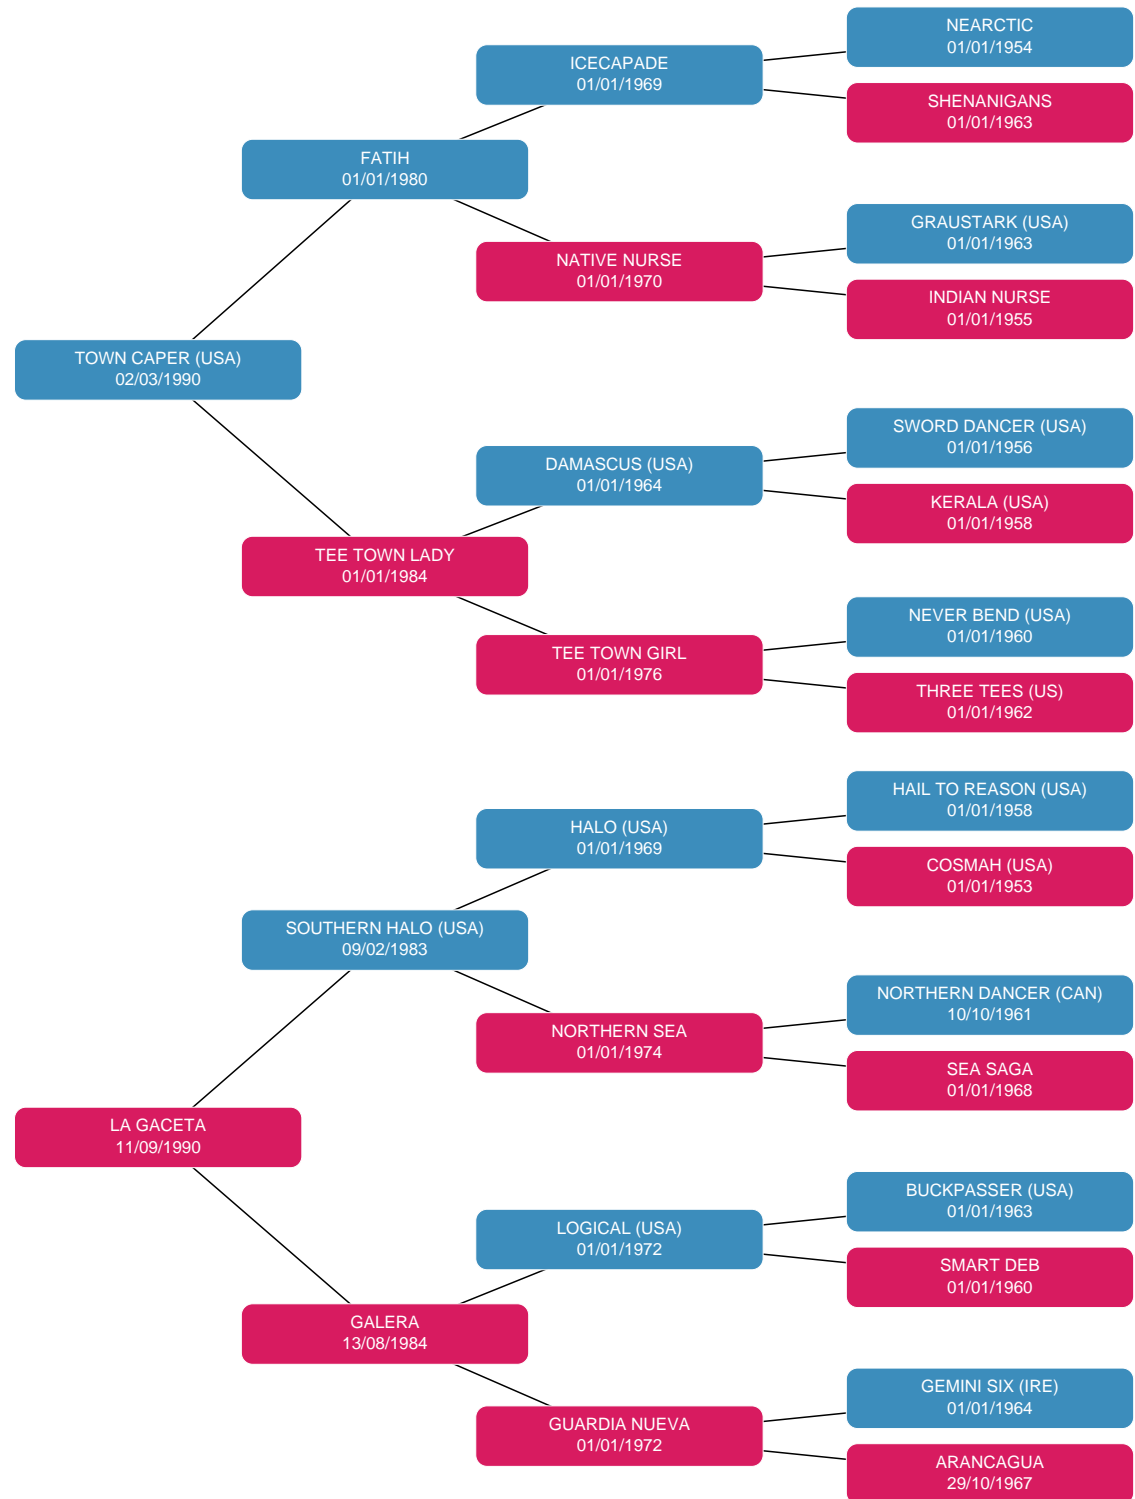 NEARCTIC
01/01/1954
ICECAPADE
01/01/1969
SHENANIGANS
01/01/1963
FATIH
01/01/1980
GRAUSTARK (USA)
01/01/1963
NATIVE NURSE
01/01/1970
INDIAN NURSE
01/01/1955
TOWN CAPER (USA)
02/03/1990
SWORD DANCER (USA)
01/01/1956
DAMASCUS (USA)
01/01/1964
KERALA (USA)
01/01/1958
TEE TOWN LADY
01/01/1984
NEVER BEND (USA)
01/01/1960
TEE TOWN GIRL
01/01/1976
THREE TEES (US)
01/01/1962
HAIL TO REASON (USA)
01/01/1958
HALO (USA)
01/01/1969
COSMAH (USA)
01/01/1953
SOUTHERN HALO (USA)
09/02/1983
NORTHERN DANCER (CAN)
10/10/1961
NORTHERN SEA
01/01/1974
SEA SAGA
01/01/1968
LA GACETA
11/09/1990
BUCKPASSER (USA)
01/01/1963
LOGICAL (USA)
01/01/1972
SMART DEB
01/01/1960
GALERA
13/08/1984
GEMINI SIX (IRE)
01/01/1964
GUARDIA NUEVA
01/01/1972
ARANCAGUA
29/10/1967